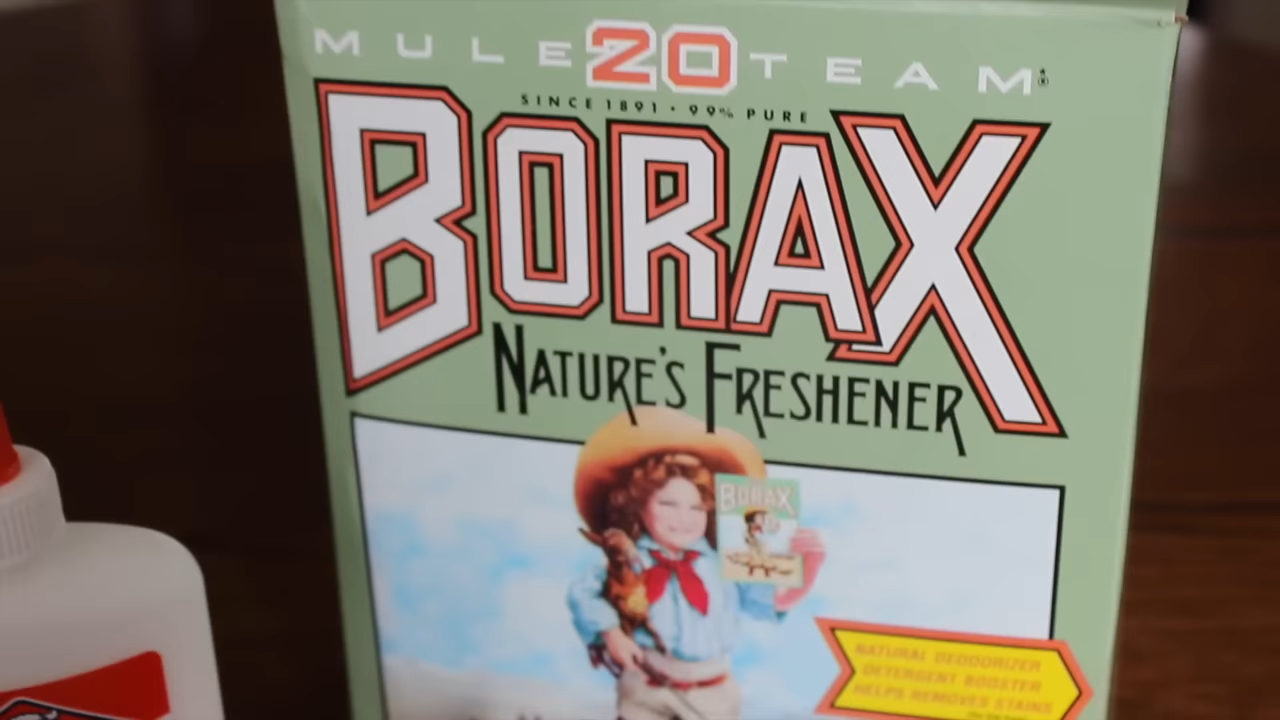 MULE 20 TEAM
SINCE 1891 • 99% PURE
BORAX
NATURE'S FRESHENER
BORAX
NATURAL DEODORIZER
DETERGENT BOOSTER
HELPS REMOVES STAINS